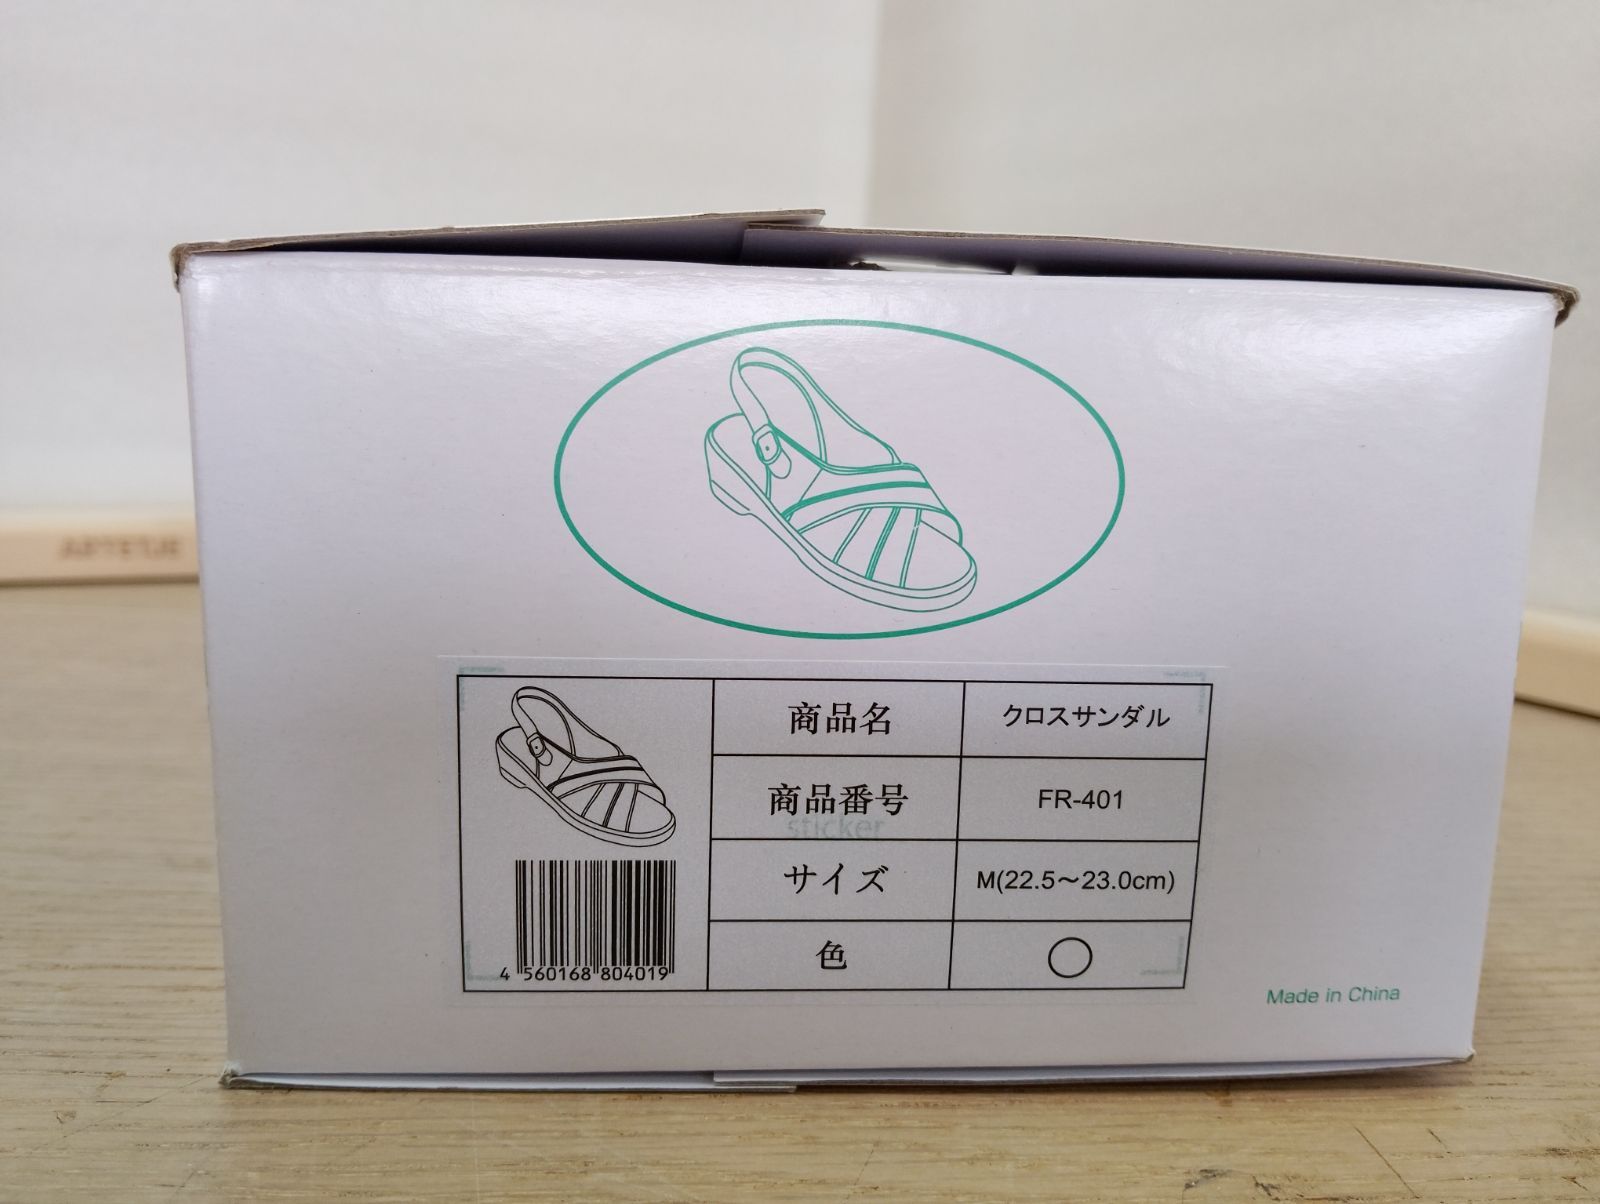 商品名 クロスサンダル
商品番号 FR-401
sticker
サイズ M(22.5〜23.0cm)
色 ○
4 560168 804019
Made in China